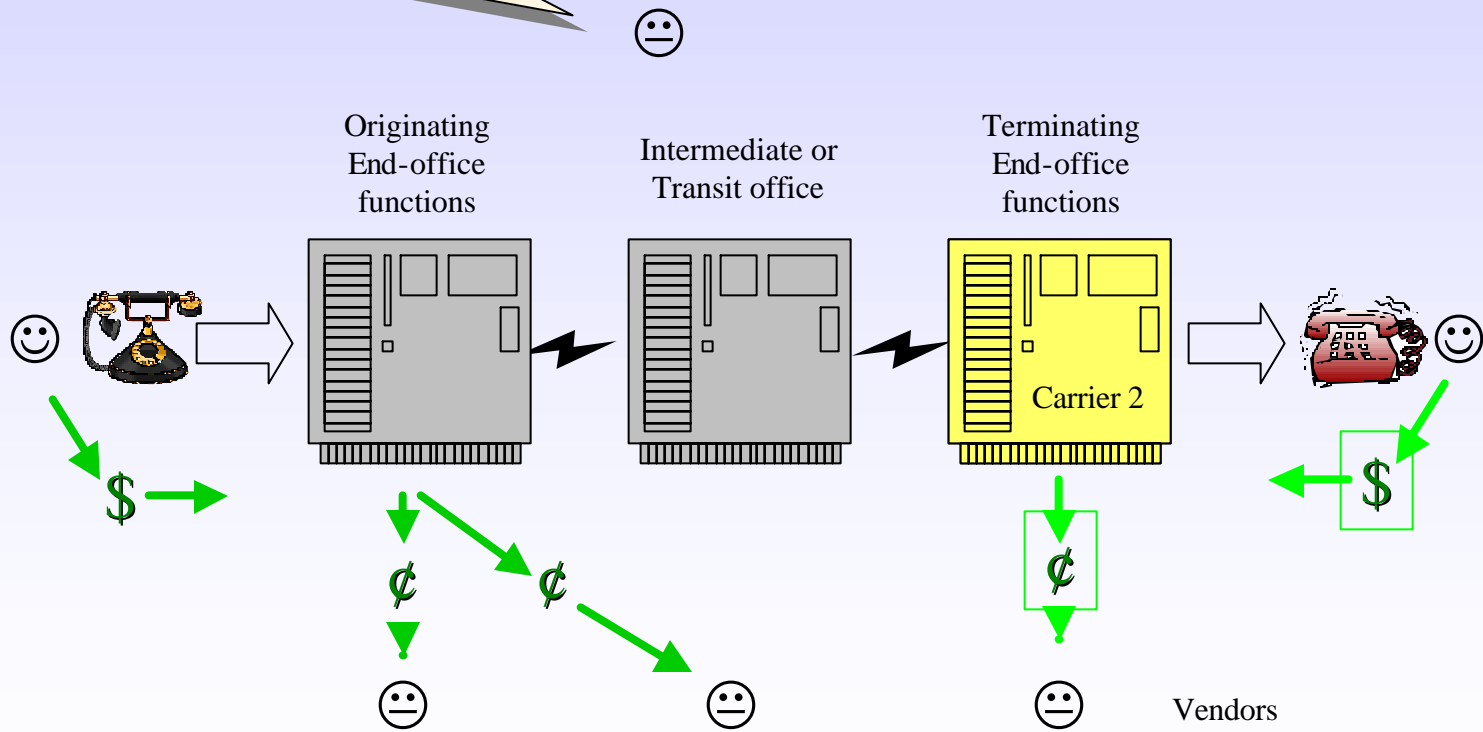 Originating
End-office
functions
Intermediate or
Transit office
Terminating
End-office
functions
Carrier 2
$
¢
¢
¢
$
Vendors